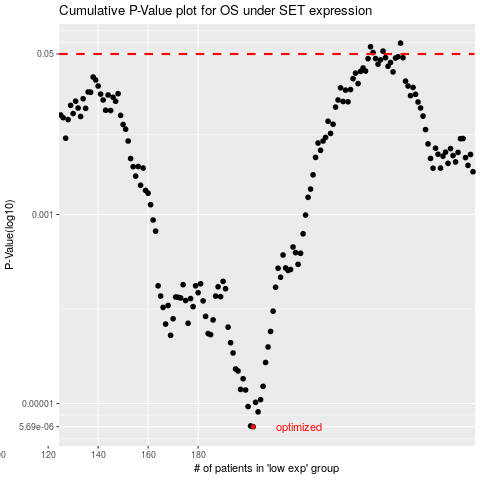 Cumulative P-Value plot for OS under SET expression
0.05
0.001
P-Value(log10)
0.00001
5.69e-06
optimized
00 120 140 160 180
# of patients in 'low exp' group